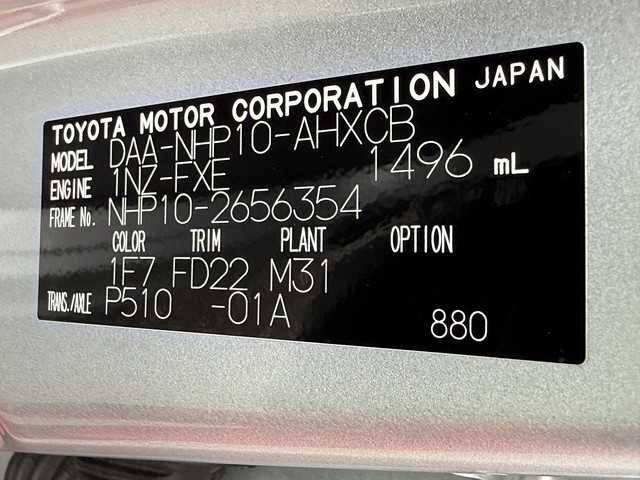 TOYOTA MOTOR CORPORATION JAPAN
MODEL DAA-NHP10-AHXCB
ENGINE 1NZ-FXE 1496 mL
FRAME No. NHP10-2656354
COLOR TRIM PLANT OPTION
1F7 FD22 M31
TRANS./AXLE P510 -01A
880